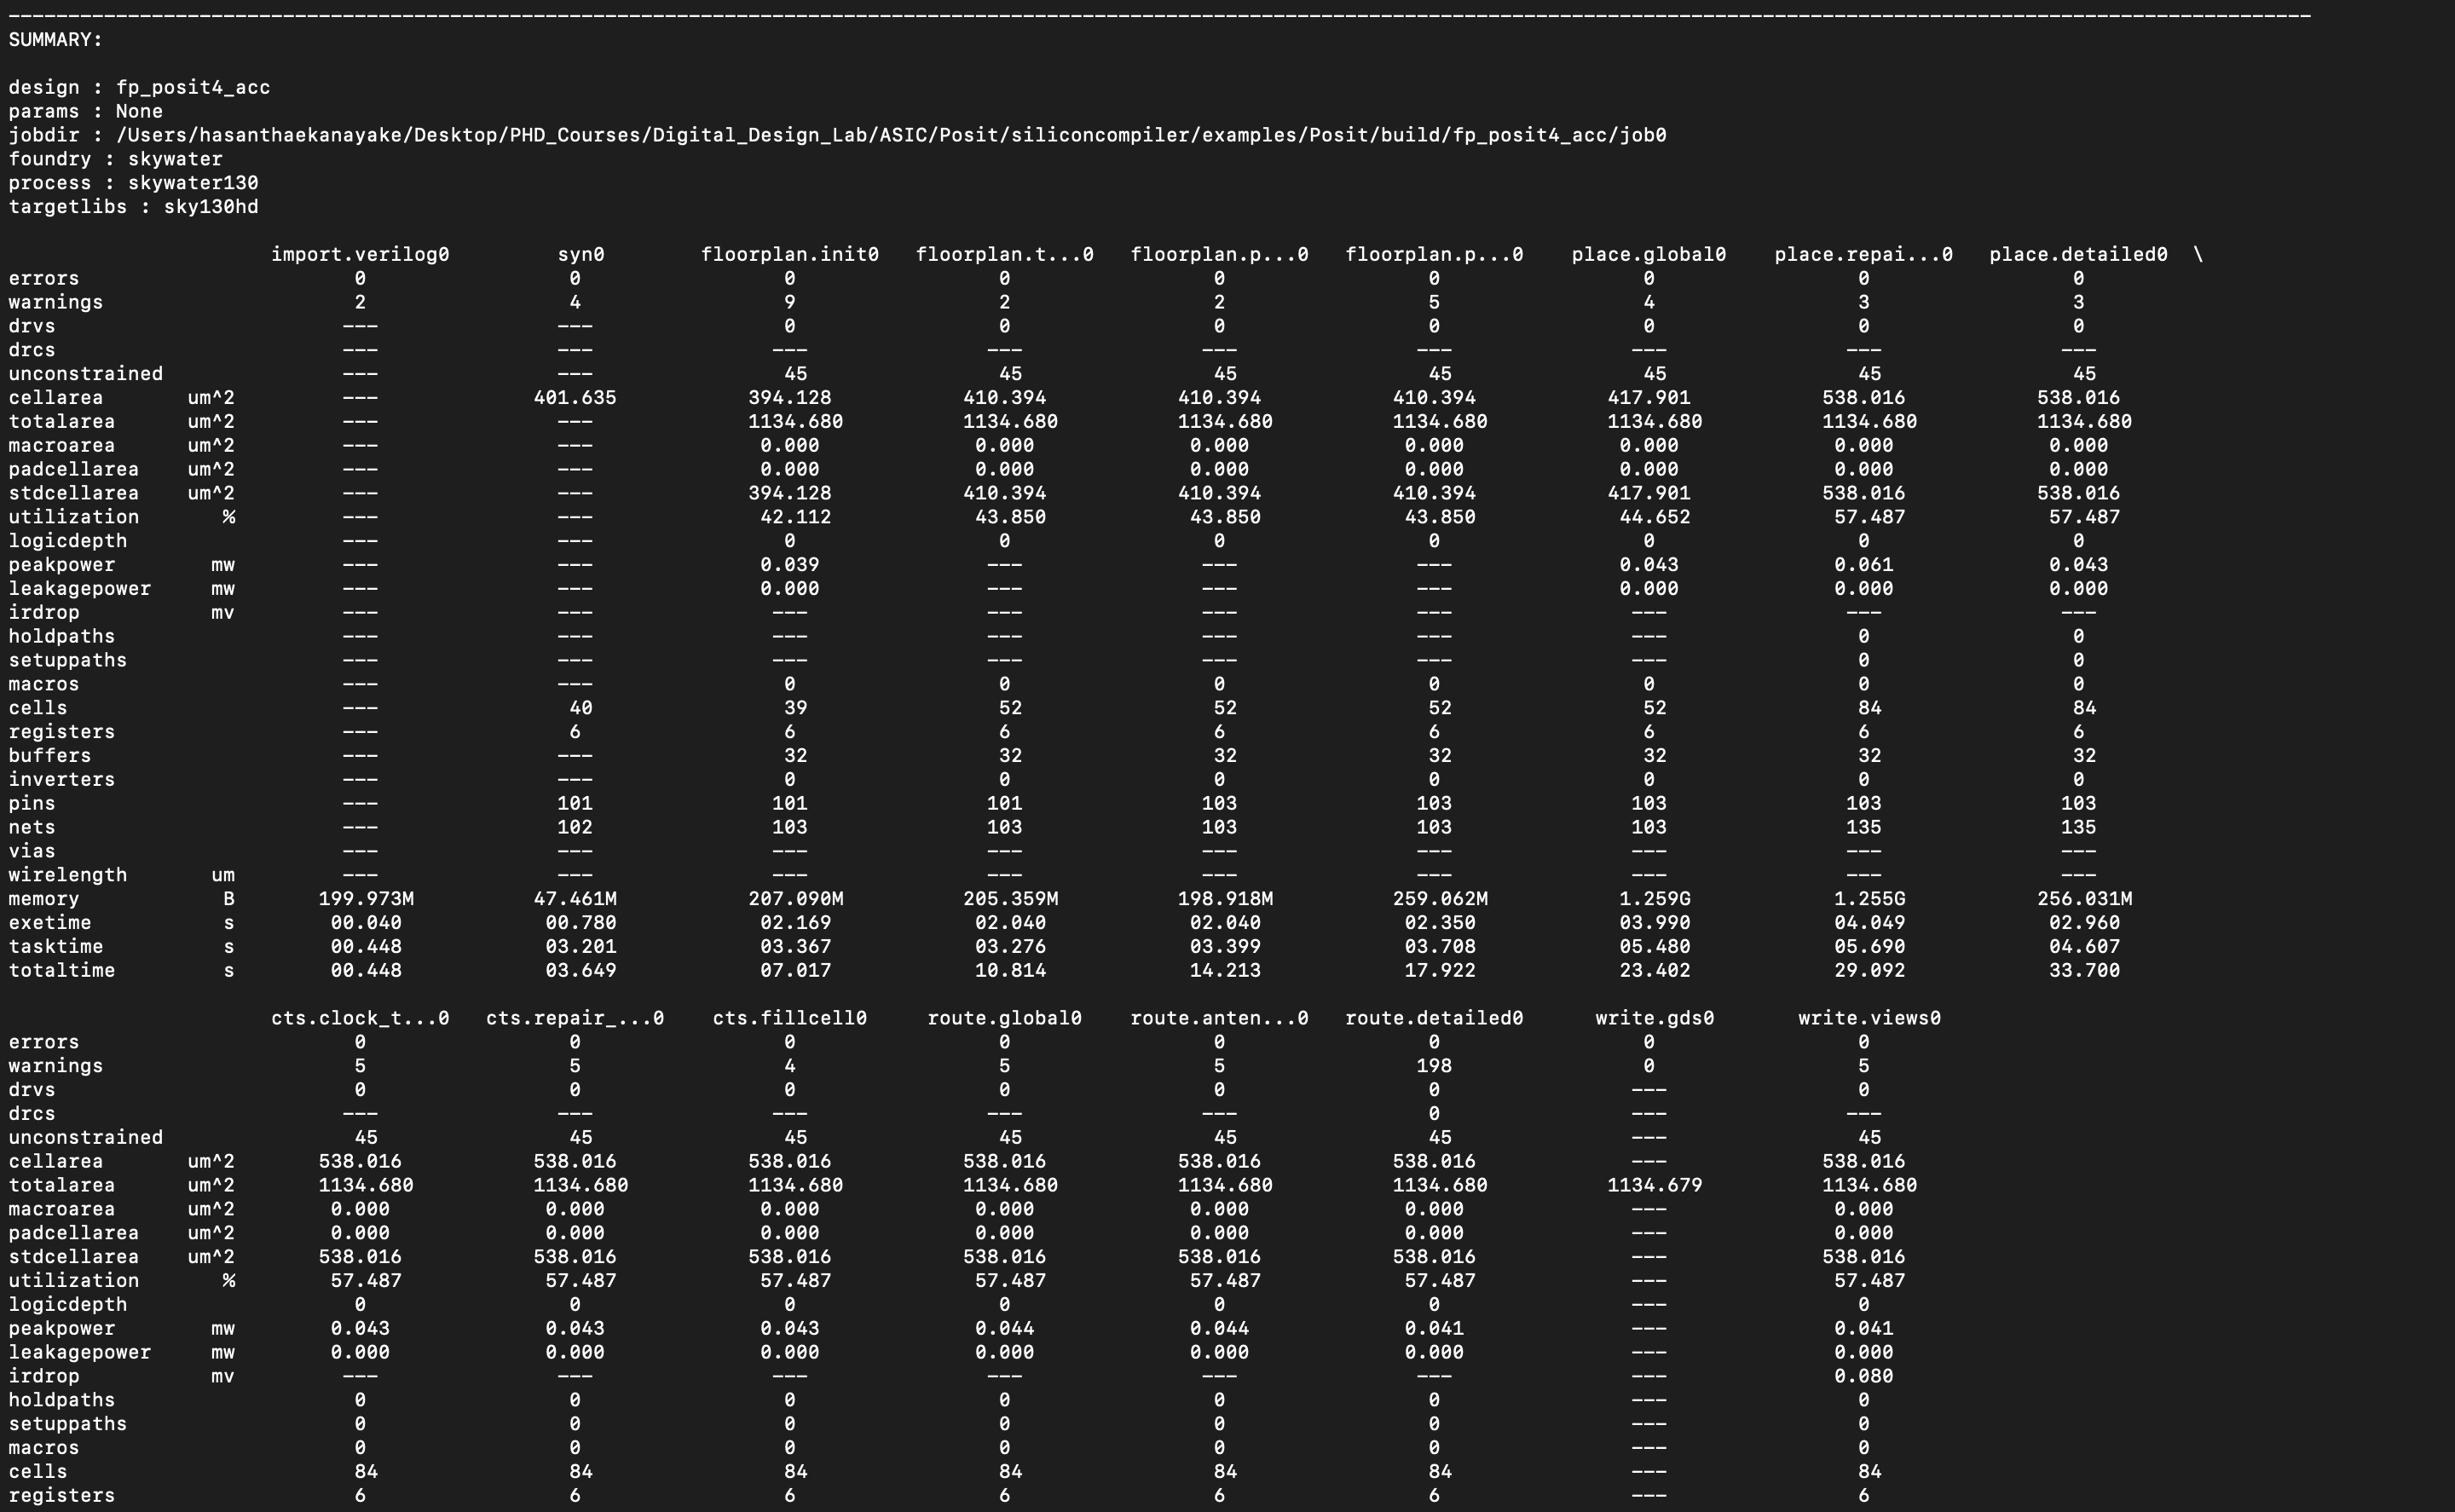 SUMMARY:
design : fp_posit4_acc
params : None
jobdir : /Users/hasanthaekanayake/Desktop/PHD_Courses/Digital_Design_Lab/ASIC/Posit/siliconcompiler/examples/Posit/build/fp_posit4_acc/job0
foundry : skywater
process : skywater130
targetlibs : sky130hd
import.verilog0 syn0 floorplan.init0 floorplan.t...0 floorplan.p...0 floorplan.p...0 place.global0 place.repai...0 place.detailed0 \
errors 0 0 0 0 0 0 0 0 0
warnings 2 4 9 2 2 5 4 3 3
drvs --- --- 0 0 0 0 0 0 0
drcs --- --- --- --- --- --- --- --- ---
unconstrained --- --- 45 45 45 45 45 45 45
cellarea um^2 --- 401.635 394.128 410.394 410.394 410.394 417.901 538.016 538.016
totalarea um^2 --- --- 1134.680 1134.680 1134.680 1134.680 1134.680 1134.680 1134.680
macroarea um^2 --- --- 0.000 0.000 0.000 0.000 0.000 0.000 0.000
padcellarea um^2 --- --- 0.000 0.000 0.000 0.000 0.000 0.000 0.000
stdcellarea um^2 --- --- 394.128 410.394 410.394 410.394 417.901 538.016 538.016
utilization % --- --- 42.112 43.850 43.850 43.850 44.652 57.487 57.487
logicdepth --- --- 0 0 0 0 0 0 0
peakpower mw --- --- 0.039 --- --- --- 0.043 0.061 0.043
leakagepower mw --- --- 0.000 --- --- --- 0.000 0.000 0.000
irdrop mv --- --- --- --- --- --- --- --- ---
holdpaths --- --- --- --- --- --- --- 0 0
setuppaths --- --- --- --- --- --- --- 0 0
macros --- --- 0 0 0 0 0 0 0
cells --- 40 39 52 52 52 52 84 84
registers --- 6 6 6 6 6 6 6 6
buffers --- --- 32 32 32 32 32 32 32
inverters --- --- 0 0 0 0 0 0 0
pins --- 101 101 101 103 103 103 103 103
nets --- 102 103 103 103 103 103 135 135
vias --- --- --- --- --- --- --- --- ---
wirelength um --- --- --- --- --- --- --- --- ---
memory B 199.973M 47.461M 207.090M 205.359M 198.918M 259.062M 1.259G 1.255G 256.031M
exetime s 00.040 00.780 02.169 02.040 02.040 02.350 03.990 04.049 02.960
tasktime s 00.448 03.201 03.367 03.276 03.399 03.708 05.480 05.690 04.607
totaltime s 00.448 03.649 07.017 10.814 14.213 17.922 23.402 29.092 33.700
cts.clock_t...0 cts.repair_...0 cts.fillcell0 route.global0 route.anten...0 route.detailed0 write.gds0 write.views0
errors 0 0 0 0 0 0 0 0
warnings 5 5 4 5 5 198 0 5
drvs 0 0 0 0 0 0 --- 0
drcs --- --- --- --- --- 0 --- ---
unconstrained 45 45 45 45 45 45 --- 45
cellarea um^2 538.016 538.016 538.016 538.016 538.016 538.016 --- 538.016
totalarea um^2 1134.680 1134.680 1134.680 1134.680 1134.680 1134.680 1134.679 1134.680
macroarea um^2 0.000 0.000 0.000 0.000 0.000 0.000 --- 0.000
padcellarea um^2 0.000 0.000 0.000 0.000 0.000 0.000 --- 0.000
stdcellarea um^2 538.016 538.016 538.016 538.016 538.016 538.016 --- 538.016
utilization % 57.487 57.487 57.487 57.487 57.487 57.487 --- 57.487
logicdepth 0 0 0 0 0 0 --- 0
peakpower mw 0.043 0.043 0.043 0.044 0.044 0.041 --- 0.041
leakagepower mw 0.000 0.000 0.000 0.000 0.000 0.000 --- 0.000
irdrop mv --- --- --- --- --- --- --- 0.080
holdpaths 0 0 0 0 0 0 --- 0
setuppaths 0 0 0 0 0 0 --- 0
macros 0 0 0 0 0 0 --- 0
cells 84 84 84 84 84 84 --- 84
registers 6 6 6 6 6 6 --- 6